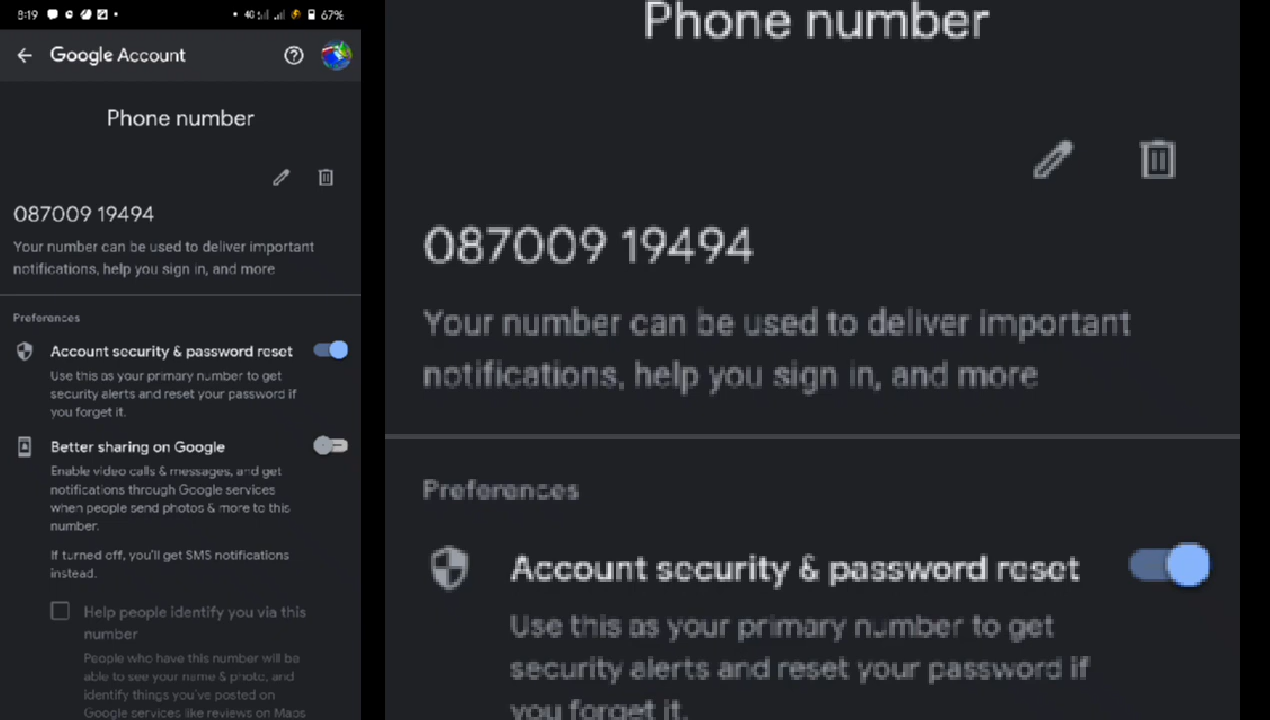 8:19
4G
67%
Google Account
Phone number
087009 19494
Your number can be used to deliver important
notifications, help you sign in, and more
Preferences
Account security & password reset
Use this as your primary number to get
security alerts and reset your password if
you forget it.
Better sharing on Google
Enable video calls & messages, and get
notifications through Google services
when people send photos & more to this
number.
If turned off, you'll get SMS notifications
instead.
Help people identify you via this
number
People who have this number will be
able to see your name & photo, and
identify things you've posted on
Google services like reviews on Maps
Phone number
087009 19494
Your number can be used to deliver important
notifications, help you sign in, and more
Preferences
Account security & password reset
Use this as your primary number to get
security alerts and reset your password if
you forget it.